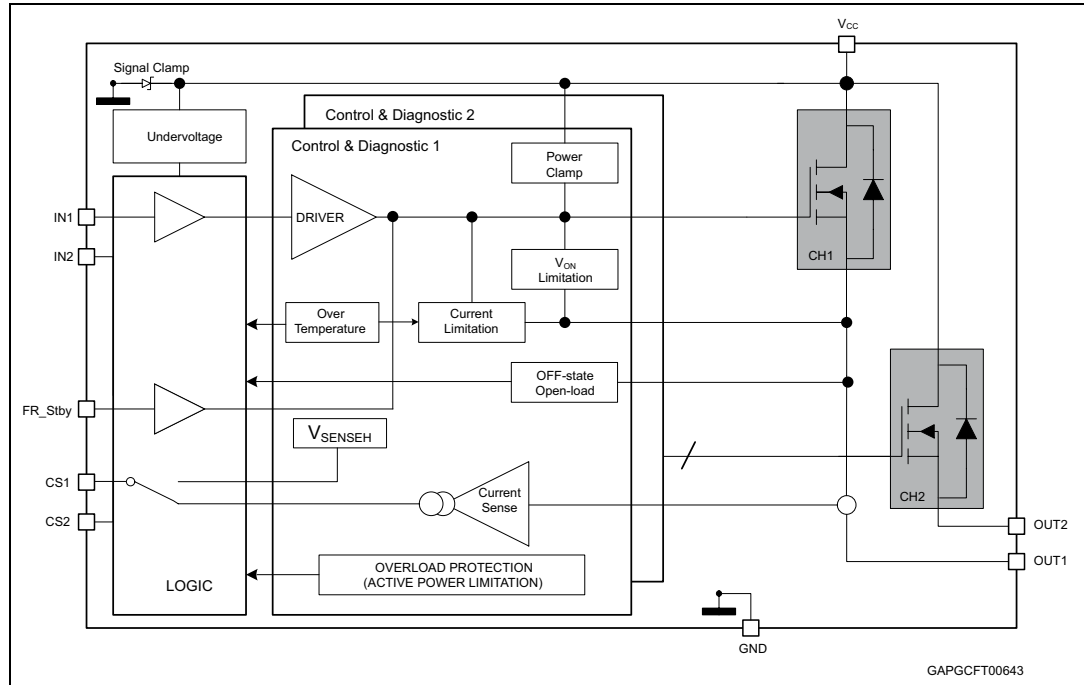 VCC
Signal Clamp
Control & Diagnostic 2
Undervoltage
Control & Diagnostic 1
Power
Clamp
IN1
DRIVER
IN2
VON
Limitation
CH1
Over
Temperature
Current
Limitation
OFF-state
Open-load
FR_Stby
VSENSEH
CS1
Current
Sense
CH2
CS2
OUT2
OVERLOAD PROTECTION
(ACTIVE POWER LIMITATION)
LOGIC
OUT1
GND
GAPGCFT00643